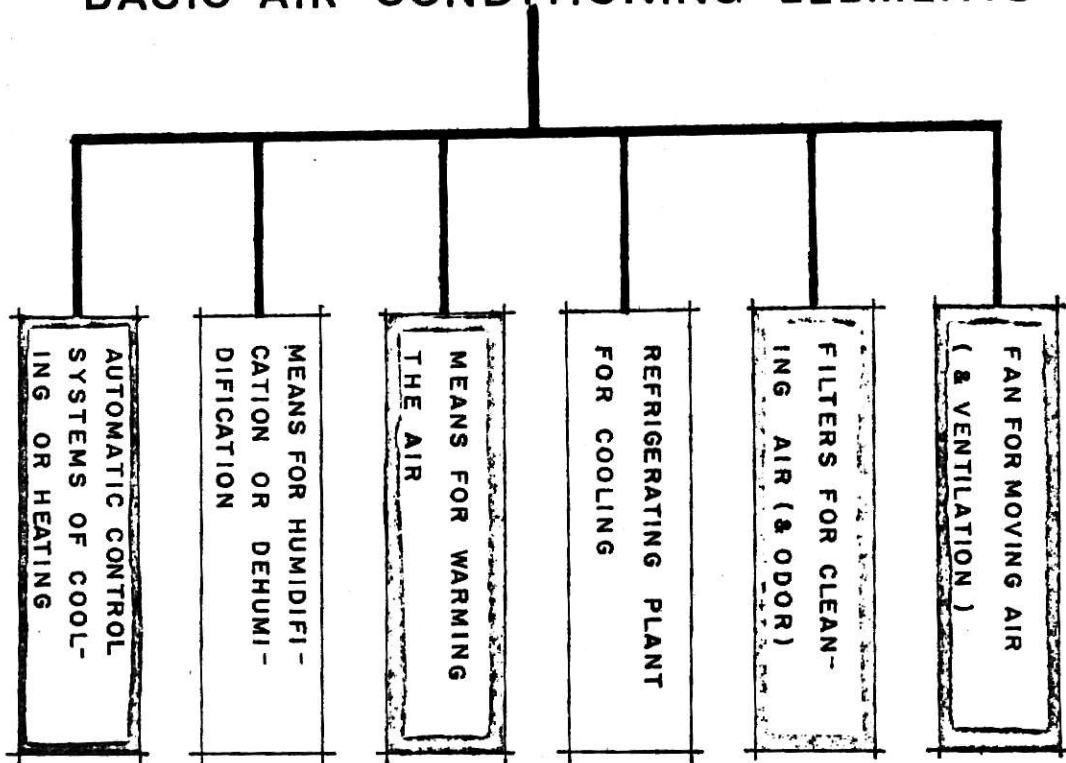 BASIC AIR CONDITIONING ELEMENTS
AUTOMATIC CONTROL
SYSTEMS OF COOL-
ING OR HEATING
MEANS FOR HUMIDIFI-
CATION OR DEHUMI-
DIFICATION
MEANS FOR WARMING
THE AIR
REFRIGERATING PLANT
FOR COOLING
FILTERS FOR CLEAN-
ING AIR (& ODOR)
FAN FOR MOVING AIR
(& VENTILATION)